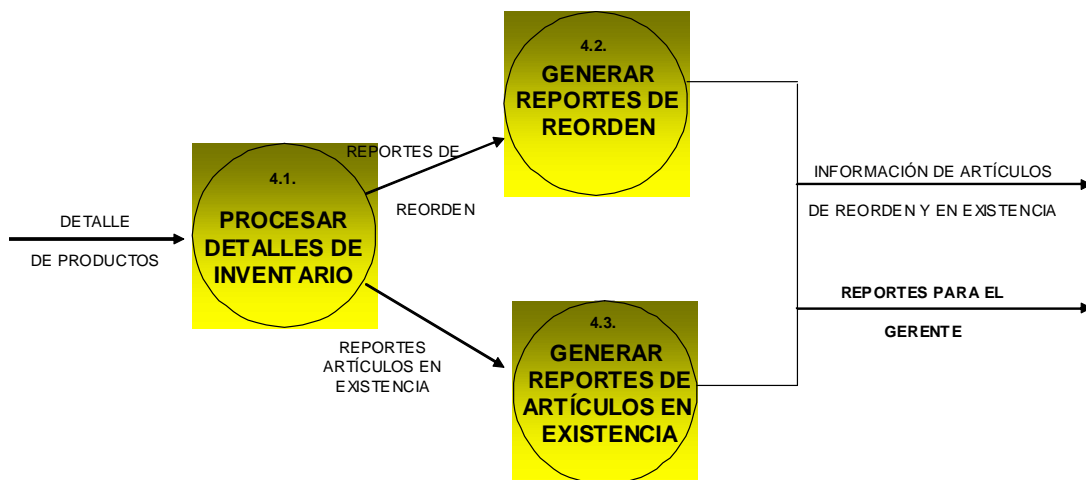 DETALLE
DE PRODUCTOS
4.1.
PROCESAR
DETALLES DE
INVENTARIO
REPORTES DE
REORDEN
REPORTES
ARTÍCULOS EN
EXISTENCIA
4.2.
GENERAR
REPORTES DE
REORDEN
4.3.
GENERAR
REPORTES DE
ARTÍCULOS EN
EXISTENCIA
INFORMACIÓN DE ARTÍCULOS
DE REORDEN Y EN EXISTENCIA
REPORTES PARA EL
GERENTE